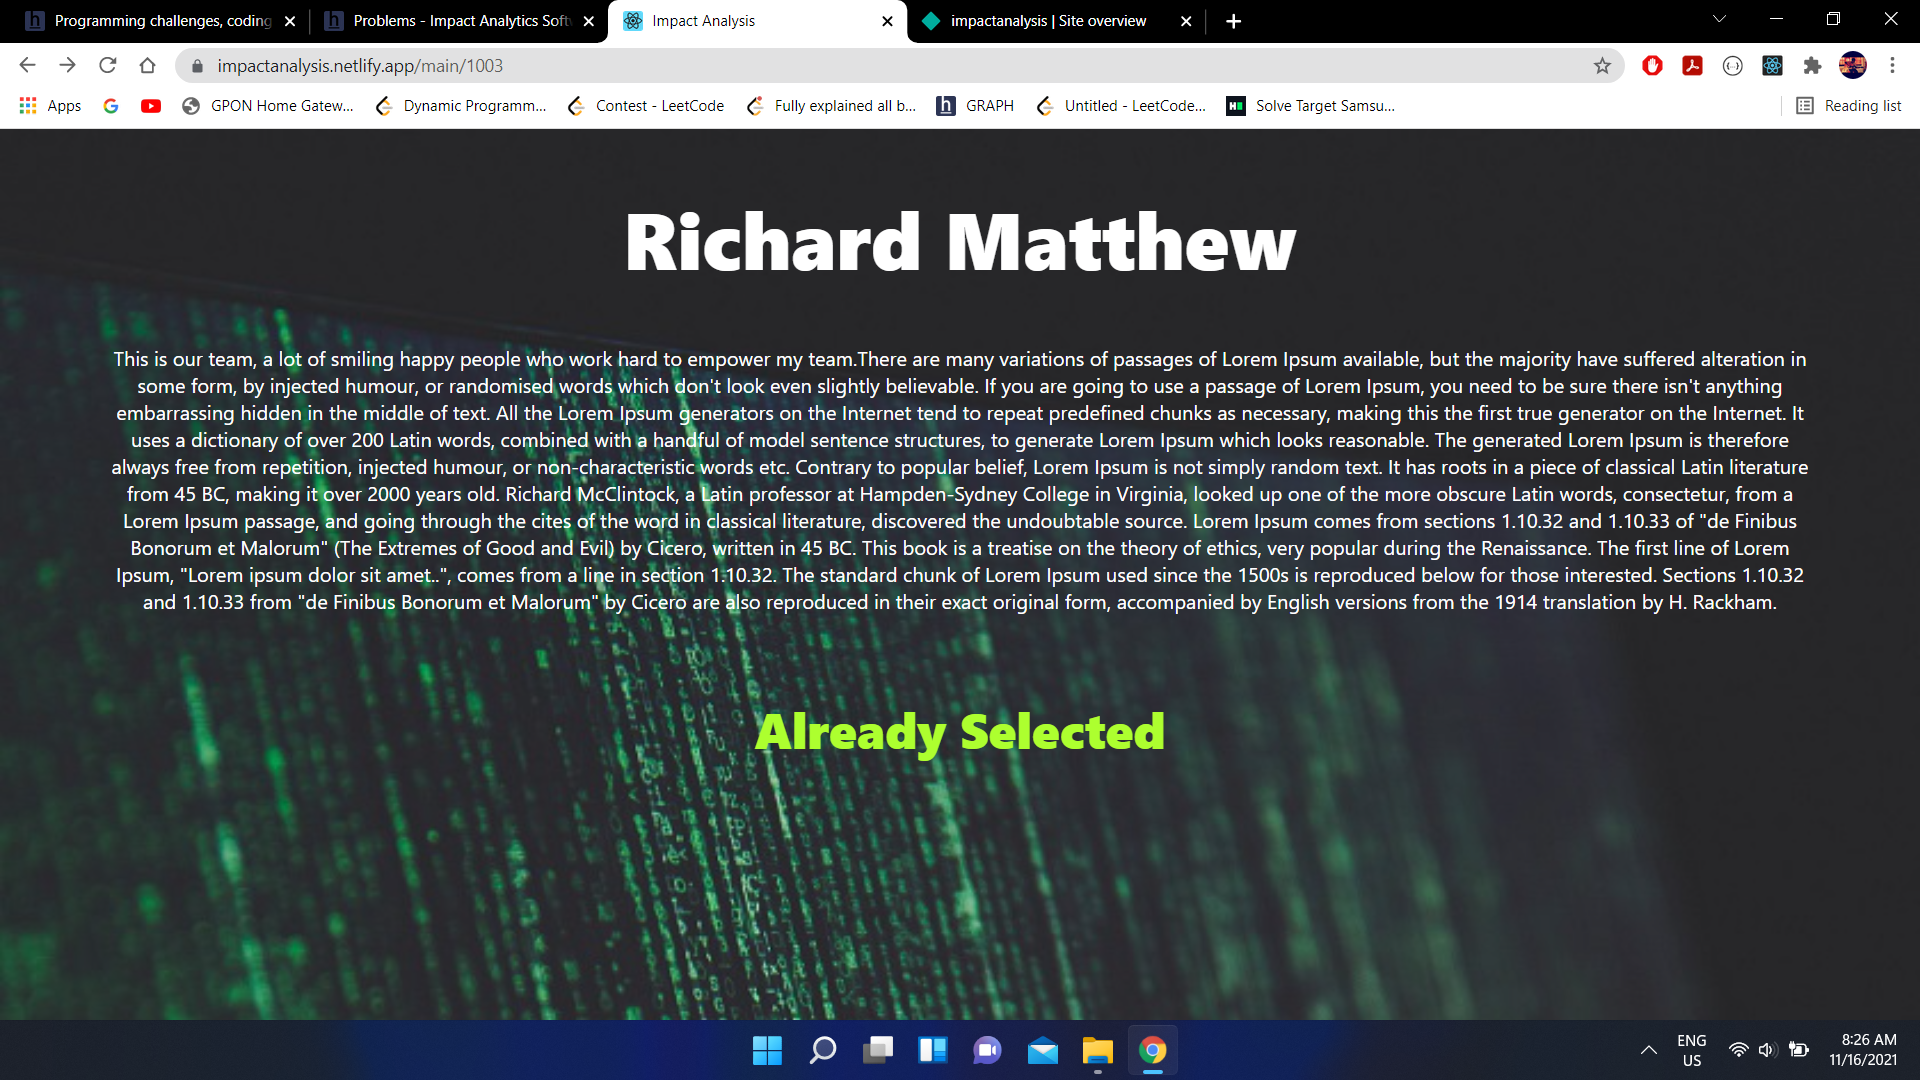 Programming challenges, coding
Problems - Impact Analytics Soft
Impact Analysis
impactanalysis | Site overview
impactanalysis.netlify.app/main/1003
Apps
GPON Home Gatew...
Dynamic Programm...
Contest - LeetCode
Fully explained all b...
GRAPH
Untitled - LeetCode...
Solve Target Samsu...
Reading list
Richard Matthew
This is our team, a lot of smiling happy people who work hard to empower my team.There are many variations of passages of Lorem Ipsum available, but the majority have suffered alteration in
some form, by injected humour, or randomised words which don't look even slightly believable. If you are going to use a passage of Lorem Ipsum, you need to be sure there isn't anything
embarrassing hidden in the middle of text. All the Lorem Ipsum generators on the Internet tend to repeat predefined chunks as necessary, making this the first true generator on the Internet. It
uses a dictionary of over 200 Latin words, combined with a handful of model sentence structures, to generate Lorem Ipsum which looks reasonable. The generated Lorem Ipsum is therefore
always free from repetition, injected humour, or non-characteristic words etc. Contrary to popular belief, Lorem Ipsum is not simply random text. It has roots in a piece of classical Latin literature
from 45 BC, making it over 2000 years old. Richard McClintock, a Latin professor at Hampden-Sydney College in Virginia, looked up one of the more obscure Latin words, consectetur, from a
Lorem Ipsum passage, and going through the cites of the word in classical literature, discovered the undoubtable source. Lorem Ipsum comes from sections 1.10.32 and 1.10.33 of "de Finibus
Bonorum et Malorum" (The Extremes of Good and Evil) by Cicero, written in 45 BC. This book is a treatise on the theory of ethics, very popular during the Renaissance. The first line of Lorem
Ipsum, "Lorem ipsum dolor sit amet..", comes from a line in section 1.10.32. The standard chunk of Lorem Ipsum used since the 1500s is reproduced below for those interested. Sections 1.10.32
and 1.10.33 from "de Finibus Bonorum et Malorum" by Cicero are also reproduced in their exact original form, accompanied by English versions from the 1914 translation by H. Rackham.
Already Selected
ENG
US
8:26 AM
11/16/2021